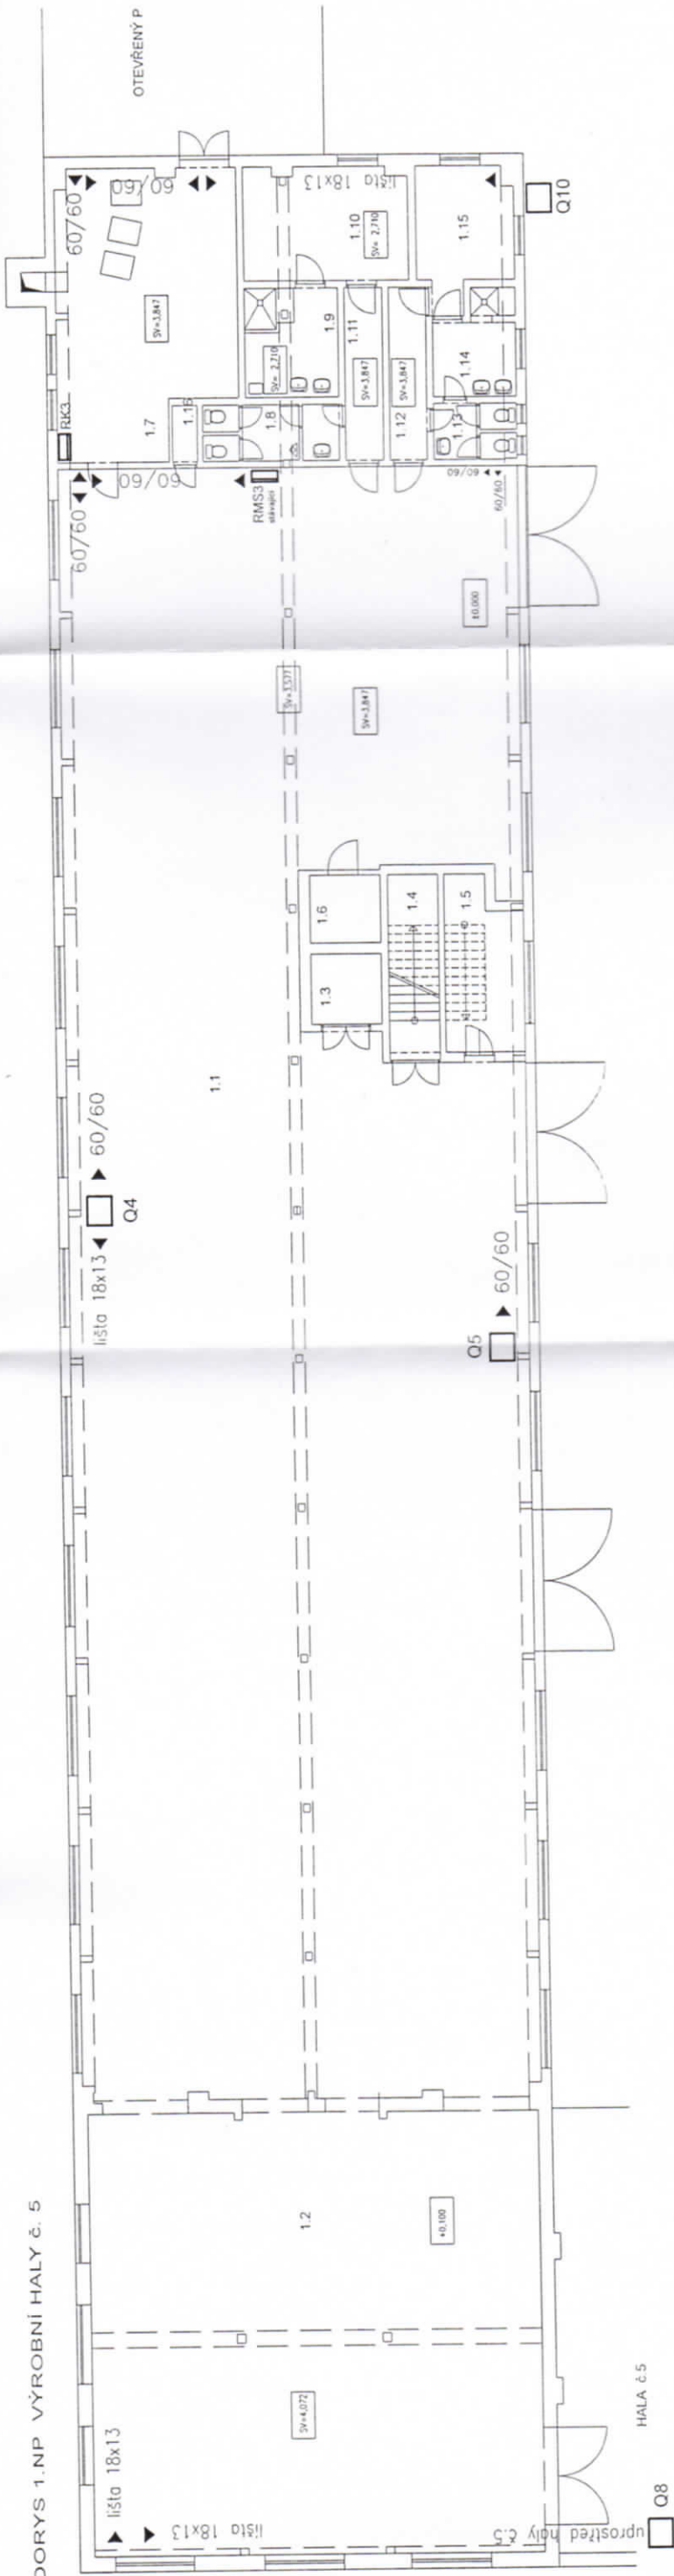 DORYS 1.NP VÝROBNÍ HALY č. 5
OTEVŘENÝ P
60/60
60/60
SV=3,847
RK3
1.7
1.16
60/60
60/60
RMS3
stávající
1.8
1.9
SV= 2,710
1.10
SV= 2,710
lišta 18x13
1.11
SV=3,847
1.12
SV=3,847
1.13
1.14
1.15
Q10
60/60
60/60
SV=3,577
SV=3,847
1.6
1.3
1.4
1.5
1.1
60/60
Q4
lišta 18x13
60/60
Q5
1.2
SV=4,072
lišta 18x13
lišta 18x13
uprostřed haly č.5
Q8
HALA č.5